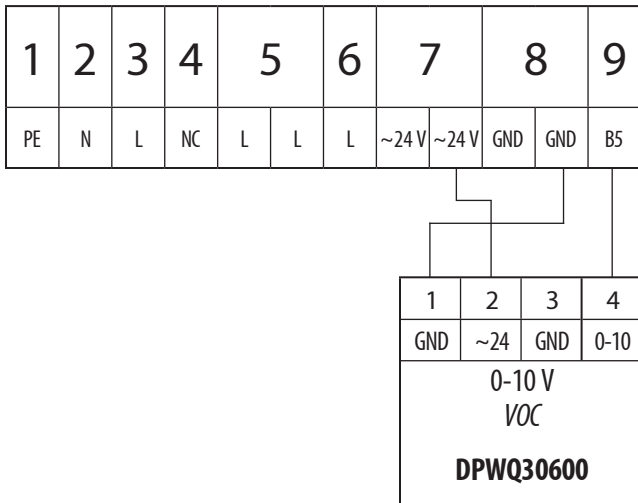 1 2 3 4 5 6 7 8 9
PE N L NC L L L ~24 V ~24 V GND GND B5
1 2 3 4
GND ~24 GND 0-10
0-10 V
VOC
DPWQ30600